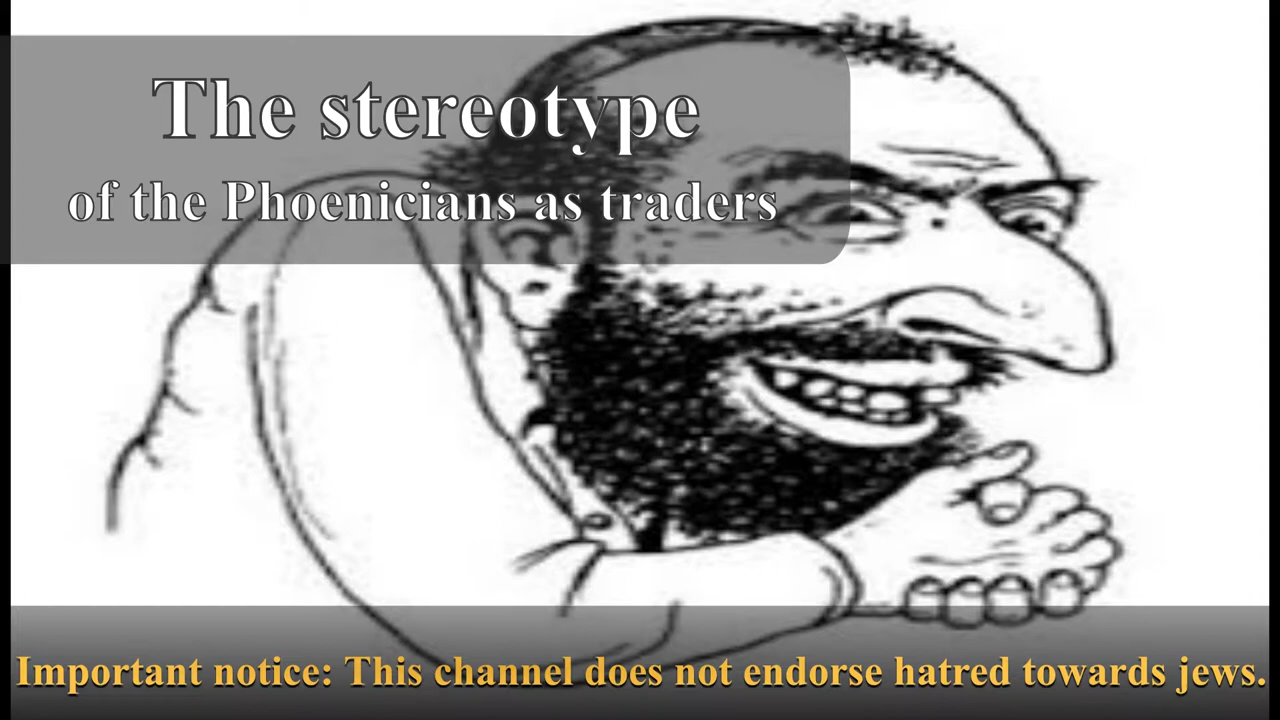 The stereotype
of the Phoenicians as traders
Important notice: This channel does not endorse hatred towards jews.